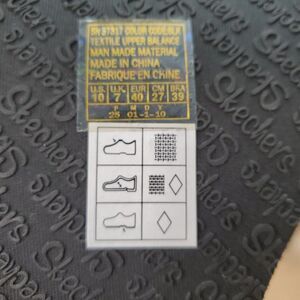 SN 37317 COLOR CODE/BLK
TEXTILE UPPER BALANCE
MAN MADE MATERIAL
MADE IN CHINA
FABRIQUE EN CHINE
U.S. U.K. EUR CM BRA
10 7 40 27 39
P M D Y
25 01-1-10
Skechers